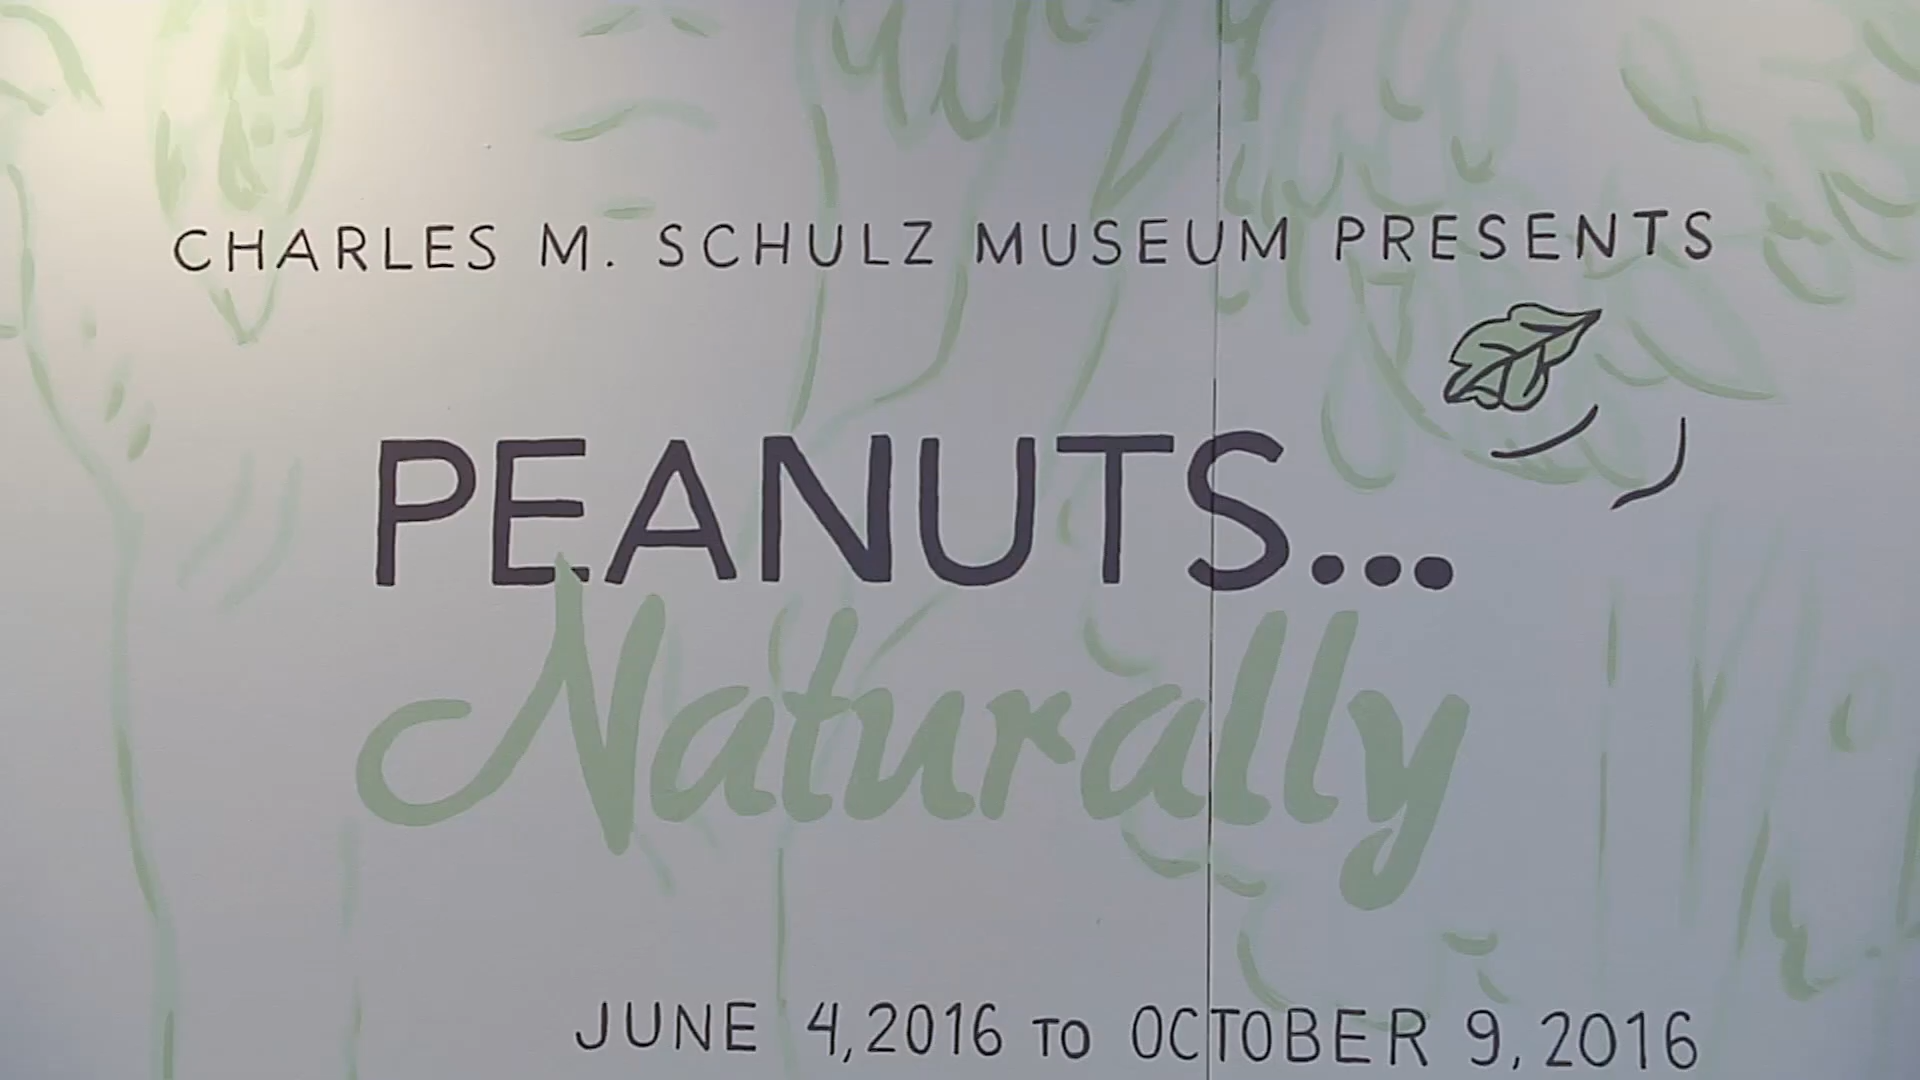 CHARLES M. SCHULZ MUSEUM PRESENTS
PEANUTS...
Naturally
JUNE 4, 2016 TO OCTOBER 9, 2016